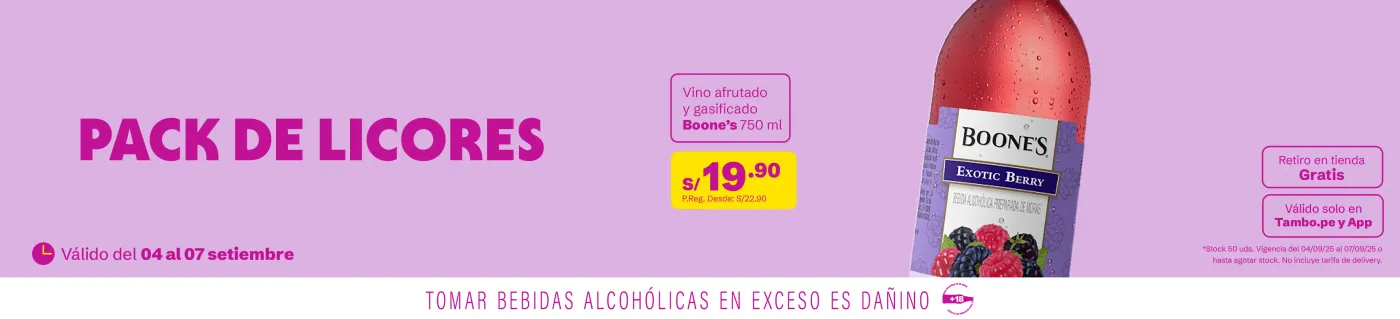 PACK DE LICORES
Válido del 04 al 07 setiembre
Vino afrutado
y gasificado
Boone's 750 ml
S/19.90
P.Reg. Desde: S/22.90
BOONE'S
EXOTIC BERRY
BEBIDA ALCOHÓLICA PREPARADA DE MORAS
Retiro en tienda
Gratis
Válido solo en
Tambo.pe y App
*Stock 50 uds. Vigencia del 04/09/25 al 07/09/25 o
hasta agotar stock. No incluye tarifa de delivery.
TOMAR BEBIDAS ALCOHÓLICAS EN EXCESO ES DAÑINO
+18